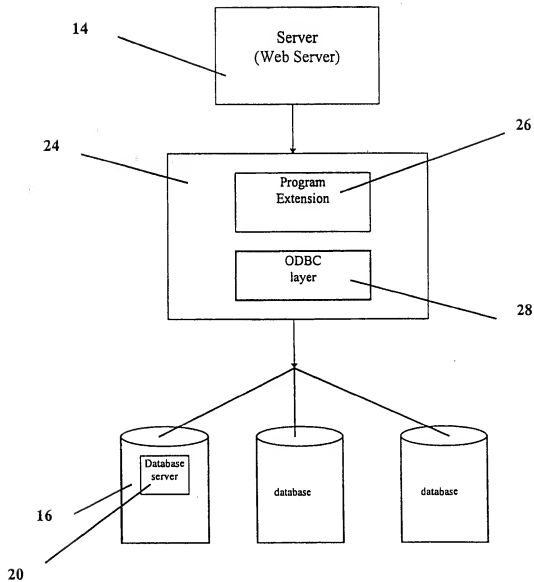 14
Server
(Web Server)
26
24
Program
Extension
ODBC
layer
28
Database
server
database
database
16
20